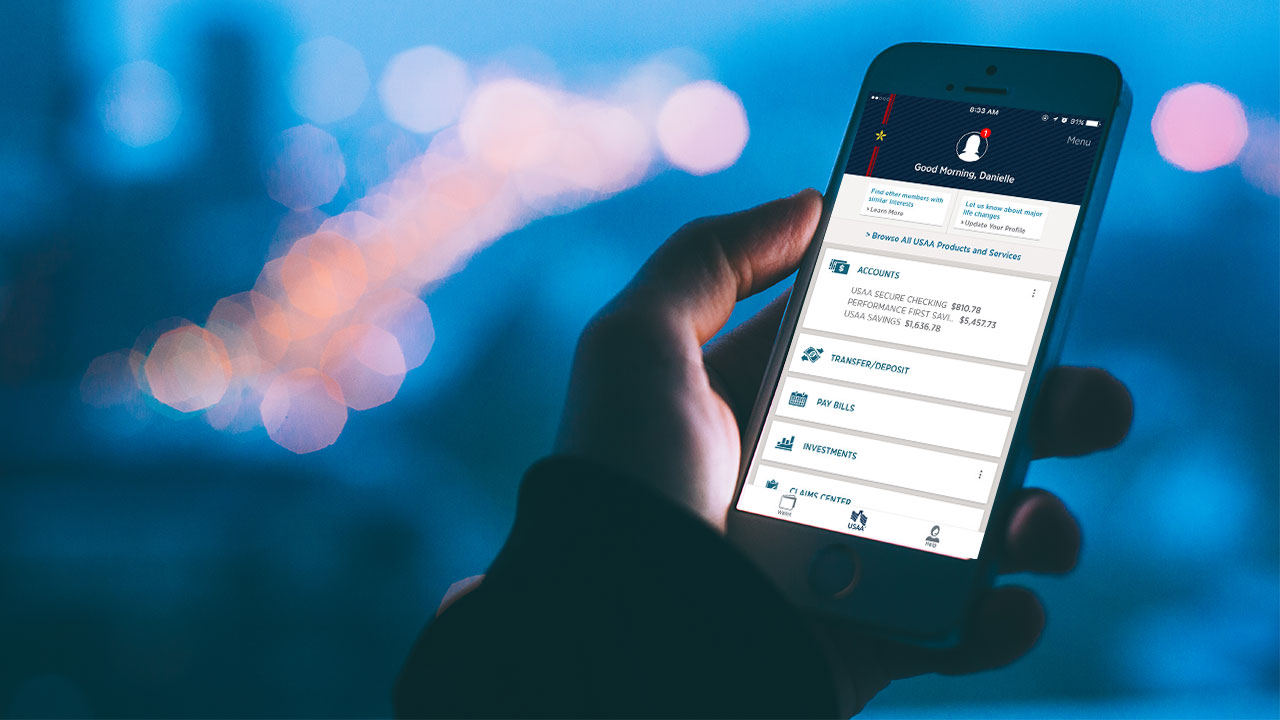 8:33 AM
91%
Menu
1
Good Morning, Danielle
Find other members with
similar interests
> Learn More
Let us know about major
life changes
> Update Your Profile
> Browse All USAA Products and Services
ACCOUNTS
USAA SECURE CHECKING $810.78
PERFORMANCE FIRST SAVI... $5,457.73
USAA SAVINGS $1,636.78
TRANSFER/DEPOSIT
PAY BILLS
INVESTMENTS
CLAIMS CENTER
Wallet
USAA
Help